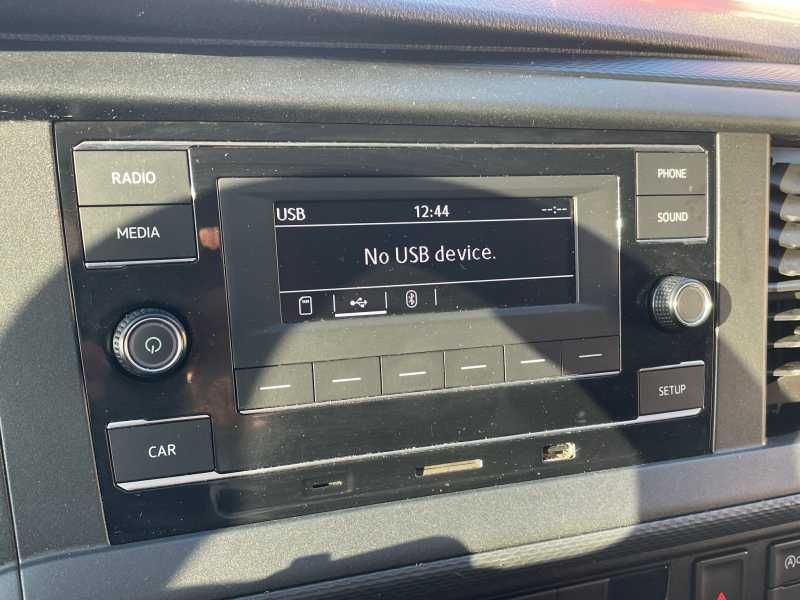 RADIO
MEDIA
USB 12:44 --:--
No USB device.
PHONE
SOUND
SETUP
CAR